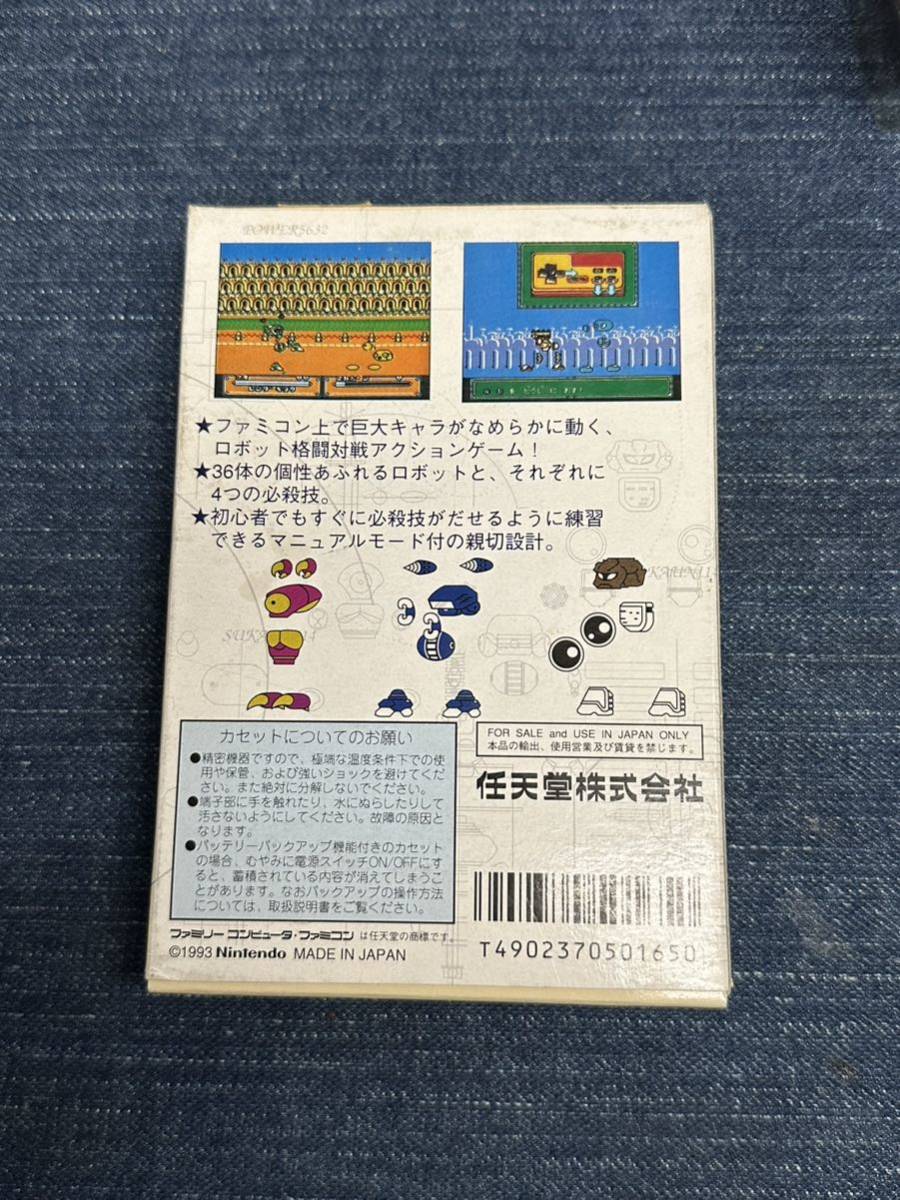 POWER5632
★ファミコン上で巨大キャラがなめらかに動く、
ロボット格闘対戦アクションゲーム!
★36体の個性あふれるロボットと、それぞれに
4つの必殺技。
★初心者でもすぐに必殺技がだせるように練習
できるマニュアルモード付の親切設計。
カセットについてのお願い
●精密機器ですので、極端な温度条件下での使
用や保管、および強いショックを避けてくだ
さい。また絶対に分解しないでください。
●端子部に手を触れたり、水にぬらしたりして
汚さないようにしてください。故障の原因と
なります。
●バッテリーバックアップ機能付きのカセット
の場合、むやみに電源スイッチON/OFFにす
ると、蓄積されている内容が消えてしまうこ
とがあります。なおバックアップの操作方法
については、取扱説明書をご覧ください。
ファミリーコンピュータ・ファミコン は任天堂の商標です。
©1993 Nintendo MADE IN JAPAN
FOR SALE and USE IN JAPAN ONLY
本品の輸出、使用営業及び賃貸を禁じます。
任天堂株式会社
T4902370501650